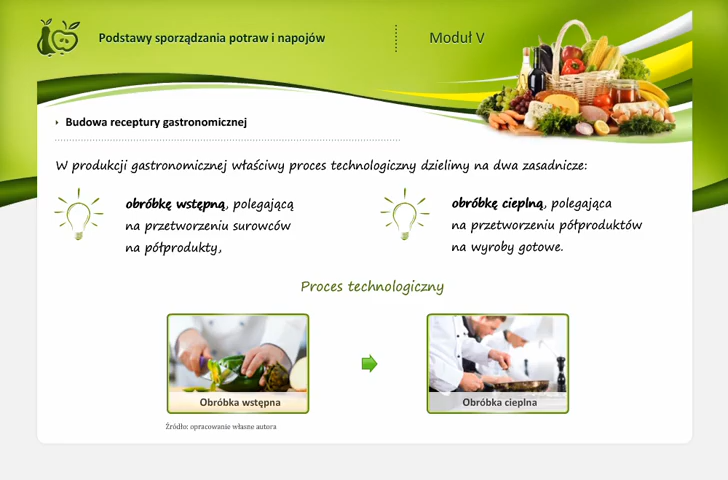 Podstawy sporządzania potraw i napojów
Moduł V
Budowa receptury gastronomicznej
W produkcji gastronomicznej właściwy proces technologiczny dzielimy na dwa zasadnicze:
obróbkę wstępną, polegającą
na przetworzeniu surowców
na półprodukty,
obróbkę cieplną, polegająca
na przetworzeniu półproduktów
na wyroby gotowe.
Proces technologiczny
Obróbka wstępna
Obróbka cieplna
Źródło: opracowanie własne autora